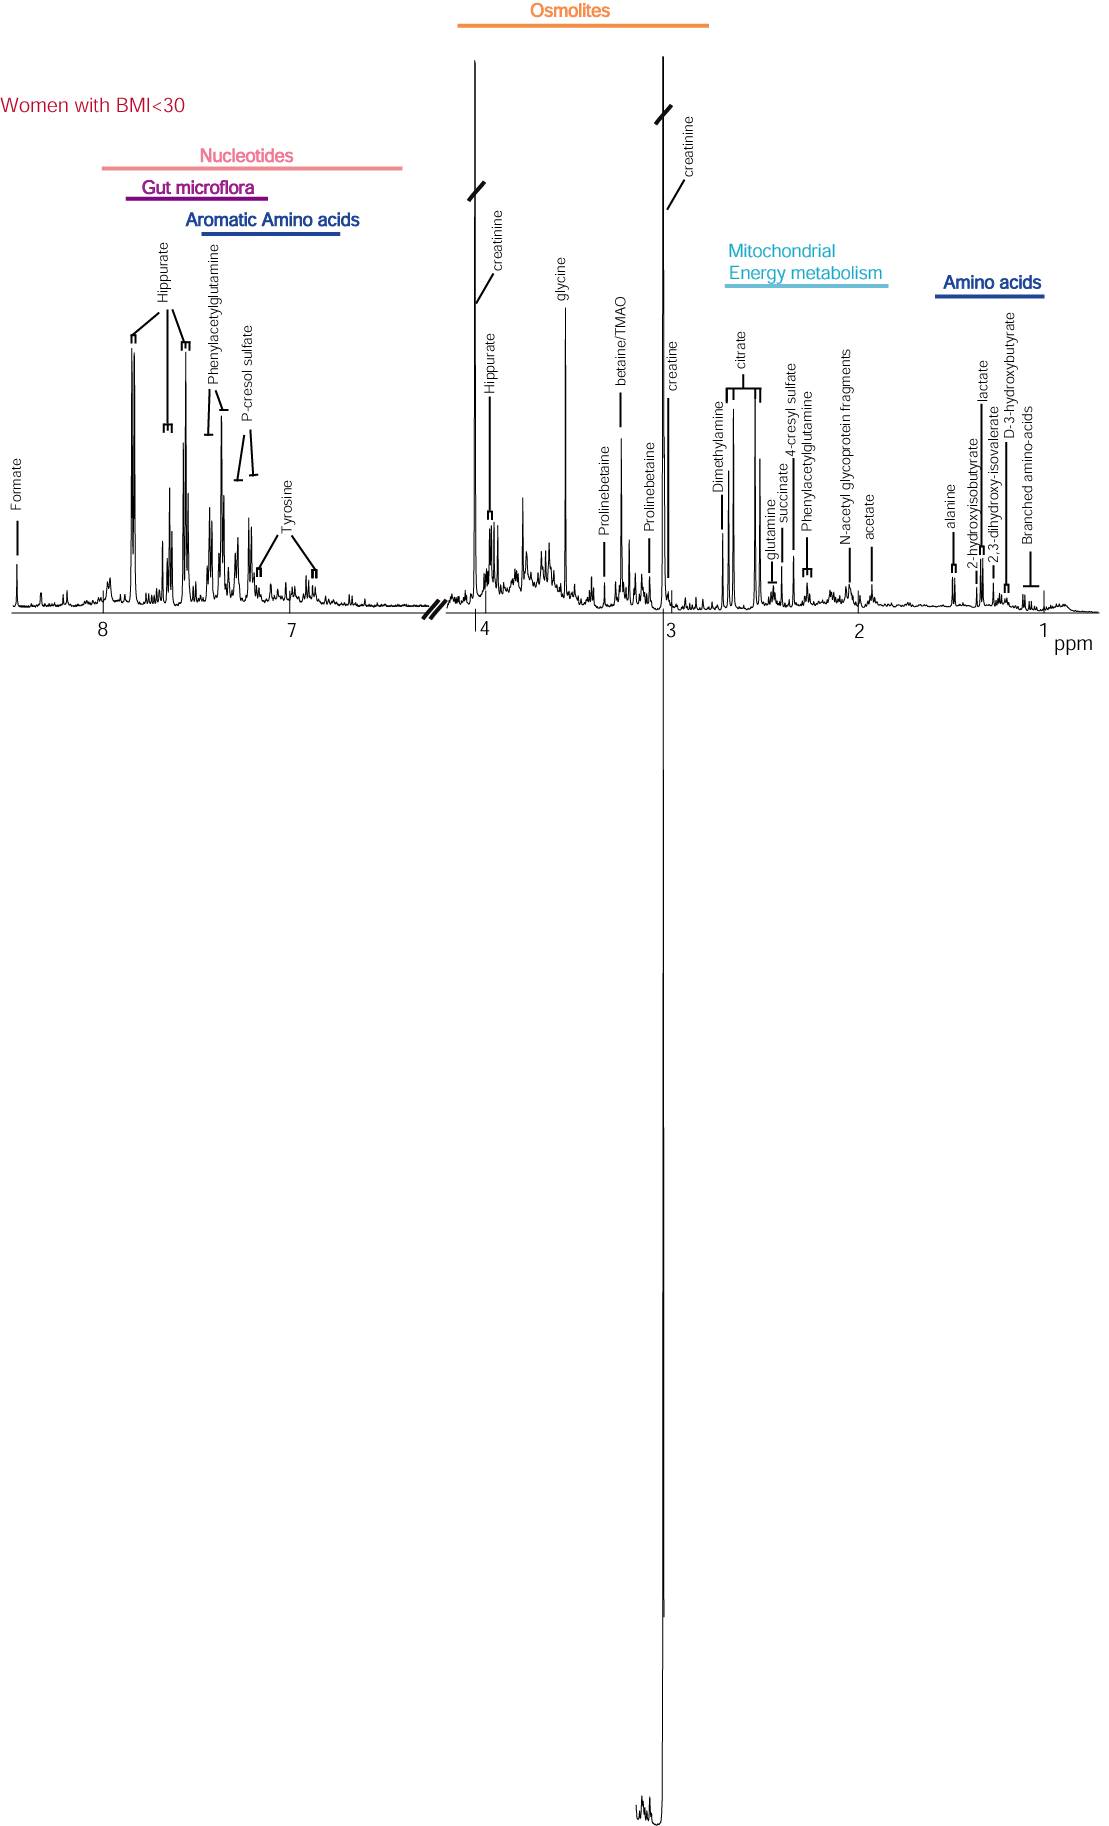 Osmolites
Women with BMI<30
Nucleotides
Gut microflora
Aromatic Amino acids
Mitochondrial
Energy metabolism
Amino acids
Formate
Hippurate
Phenylacetylglutamine
P-cresol sulfate
Tyrosine
creatinine
Hippurate
glycine
Prolinebetaine
betaine/TMAO
Prolinebetaine
creatine
creatinine
Dimethylamine
citrate
glutamine
succinate
4-cresyl sulfate
Phenylacetylglutamine
N-acetyl glycoprotein fragments
acetate
alanine
2-hydroxyisobutyrate
lactate
2,3-dihydroxy-isovalerate
D-3-hydroxybutyrate
Branched amino-acids
8 7 4 3 2 1
ppm